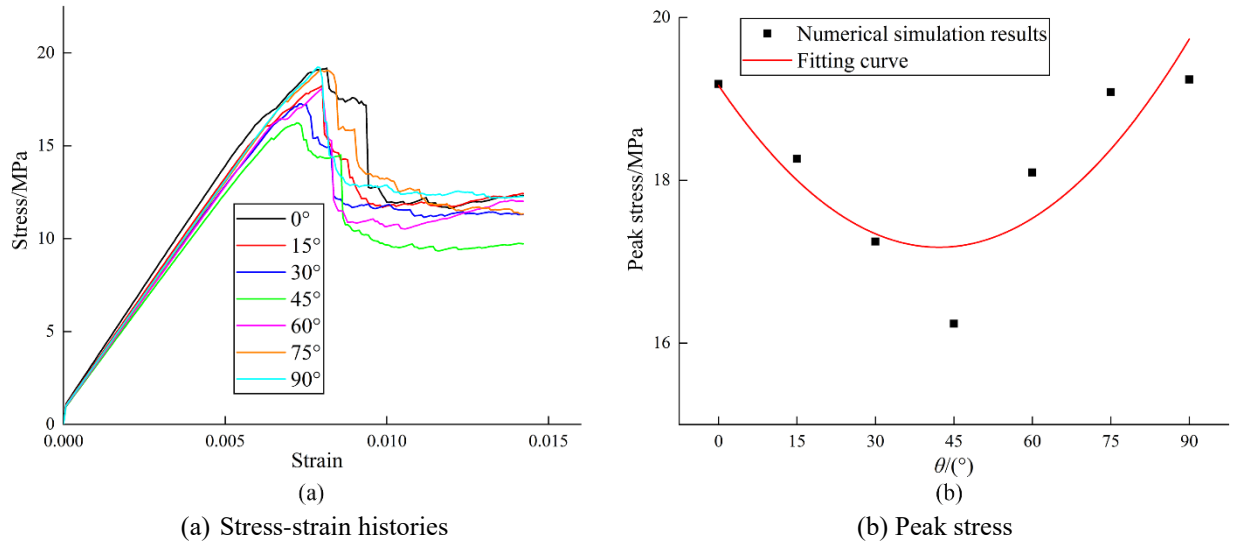 20
15
10
5
0
Stress/MPa
0°
15°
30°
45°
60°
75°
90°
0.000
0.005
0.010
0.015
Strain
(a)
(a) Stress-strain histories
20
18
16
15
Peak stress/MPa
Numerical simulation results
Fitting curve
0
15
30
45
60
75
90
θ/(°)
(b)
(b) Peak stress